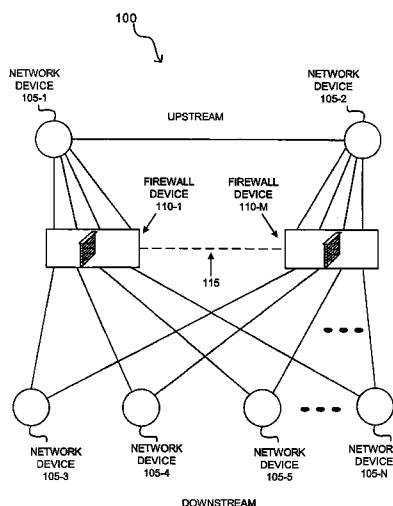 100
NETWORK
DEVICE
105-1
NETWORK
DEVICE
105-2
UPSTREAM
FIREWALL
DEVICE
110-1
FIREWALL
DEVICE
110-M
115
NETWORK
DEVICE
105-3
NETWORK
DEVICE
105-4
NETWORK
DEVICE
105-5
NETWORK
DEVICE
105-N
DOWNSTREAM